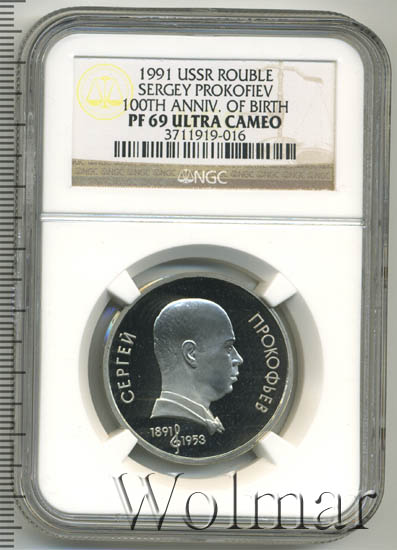 1991 USSR ROUBLE
SERGEY PROKOFIEV
100TH ANNIV. OF BIRTH
PF 69 ULTRA CAMEO
3711919-016
NGC
СЕРГЕЙ
ПРОКОФЬЕВ
1891
1953
Wolmar